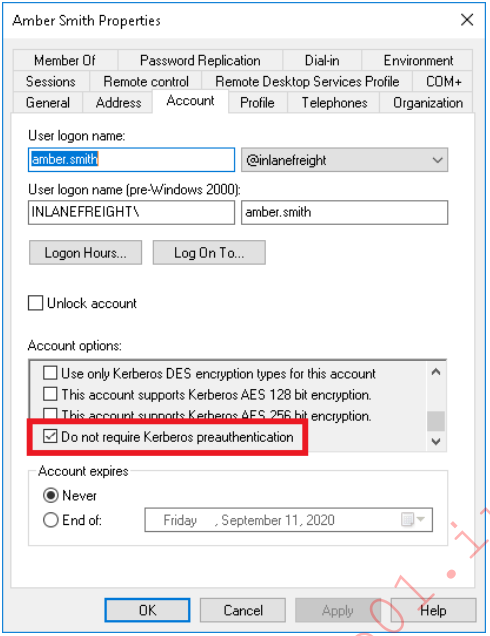 Amber Smith Properties
Member Of Password Replication Dial-in Environment
Sessions Remote control Remote Desktop Services Profile COM+
General Address Account Profile Telephones Organization
User logon name:
amber.smith @inlanefreight
User logon name (pre-Windows 2000):
INLANEFREIGHT\ amber.smith
Logon Hours... Log On To...
Unlock account
Account options:
Use only Kerberos DES encryption types for this account
This account supports Kerberos AES 128 bit encryption.
This account supports Kerberos AES 256 bit encryption.
Do not require Kerberos preauthentication
Account expires
Never
End of: Friday , September 11, 2020
OK Cancel Apply Help